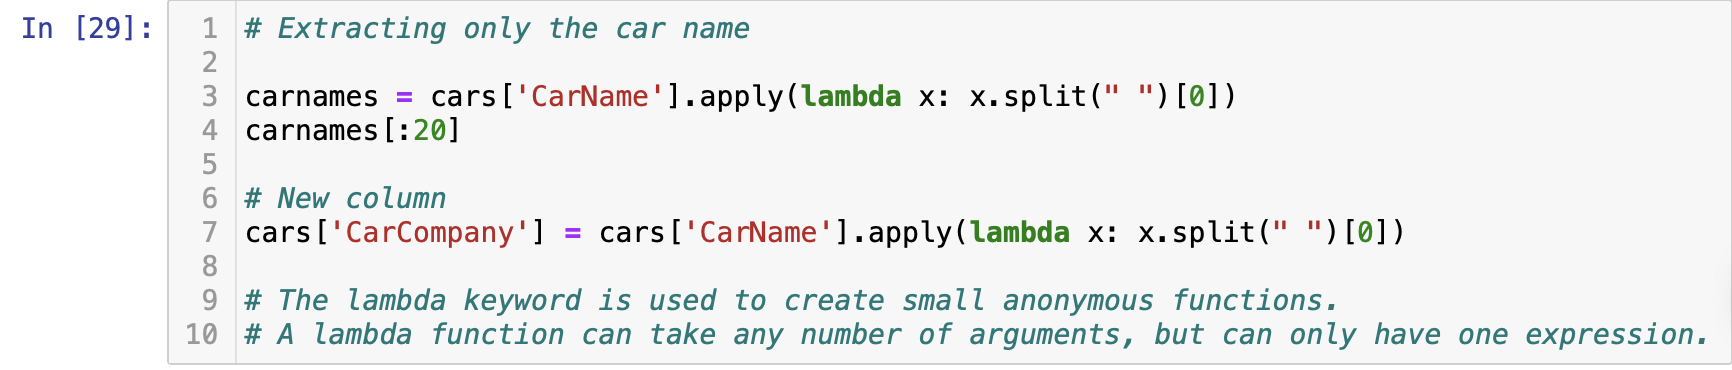 In [29]:
1 # Extracting only the car name
2
3 carnames = cars['CarName'].apply(lambda x: x.split(" ")[0])
4 carnames[:20]
5
6 # New column
7 cars['CarCompany'] = cars['CarName'].apply(lambda x: x.split(" ")[0])
8
9 # The lambda keyword is used to create small anonymous functions.
10 # A lambda function can take any number of arguments, but can only have one expression.